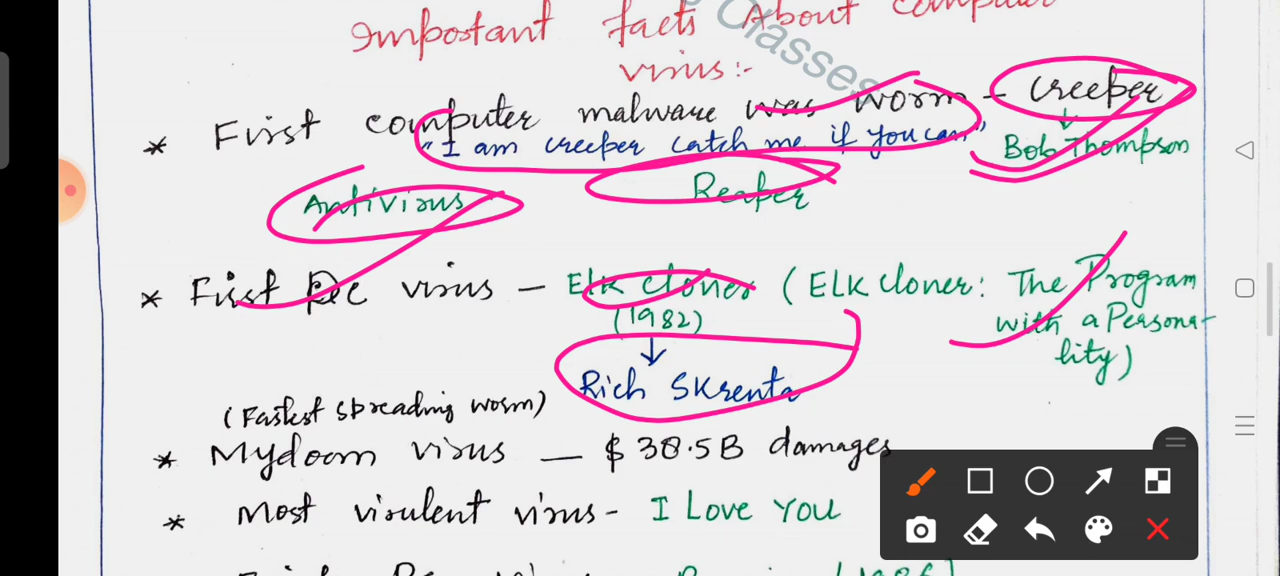 Important facts About Computer
virus:-
Classes
* First computer malware was worm - Creeper
"I am creeper catch me if you can"
Bob Thompson
Antivirus Reaper
* First Pc virus - Elk cloner (ELK cloner: The Program
(1982) with a Persona-
lity)
Rich Skrenta
(Fastest spreading worm)
* Mydoom virus - $ 38.5B damages
* Most virulent virus - I Love You